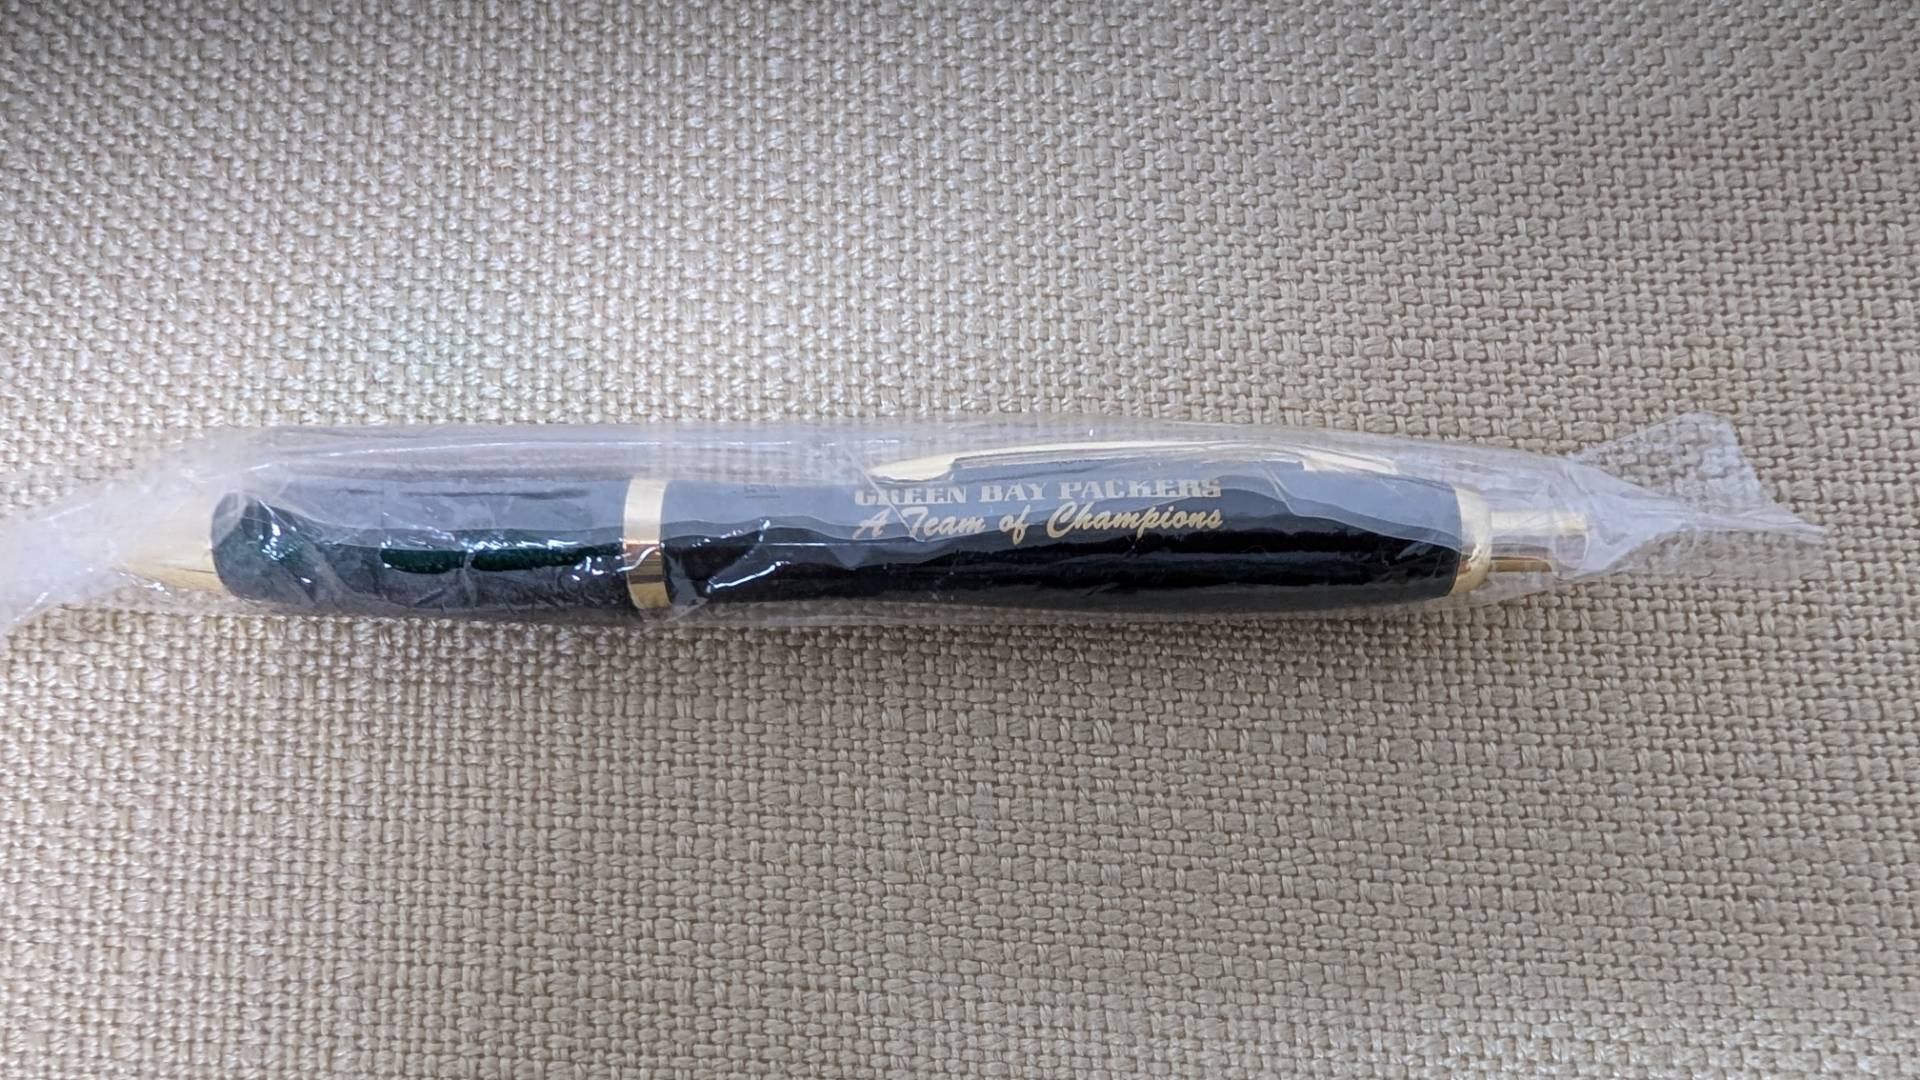 GREEN BAY PACKERS
A Team of Champions